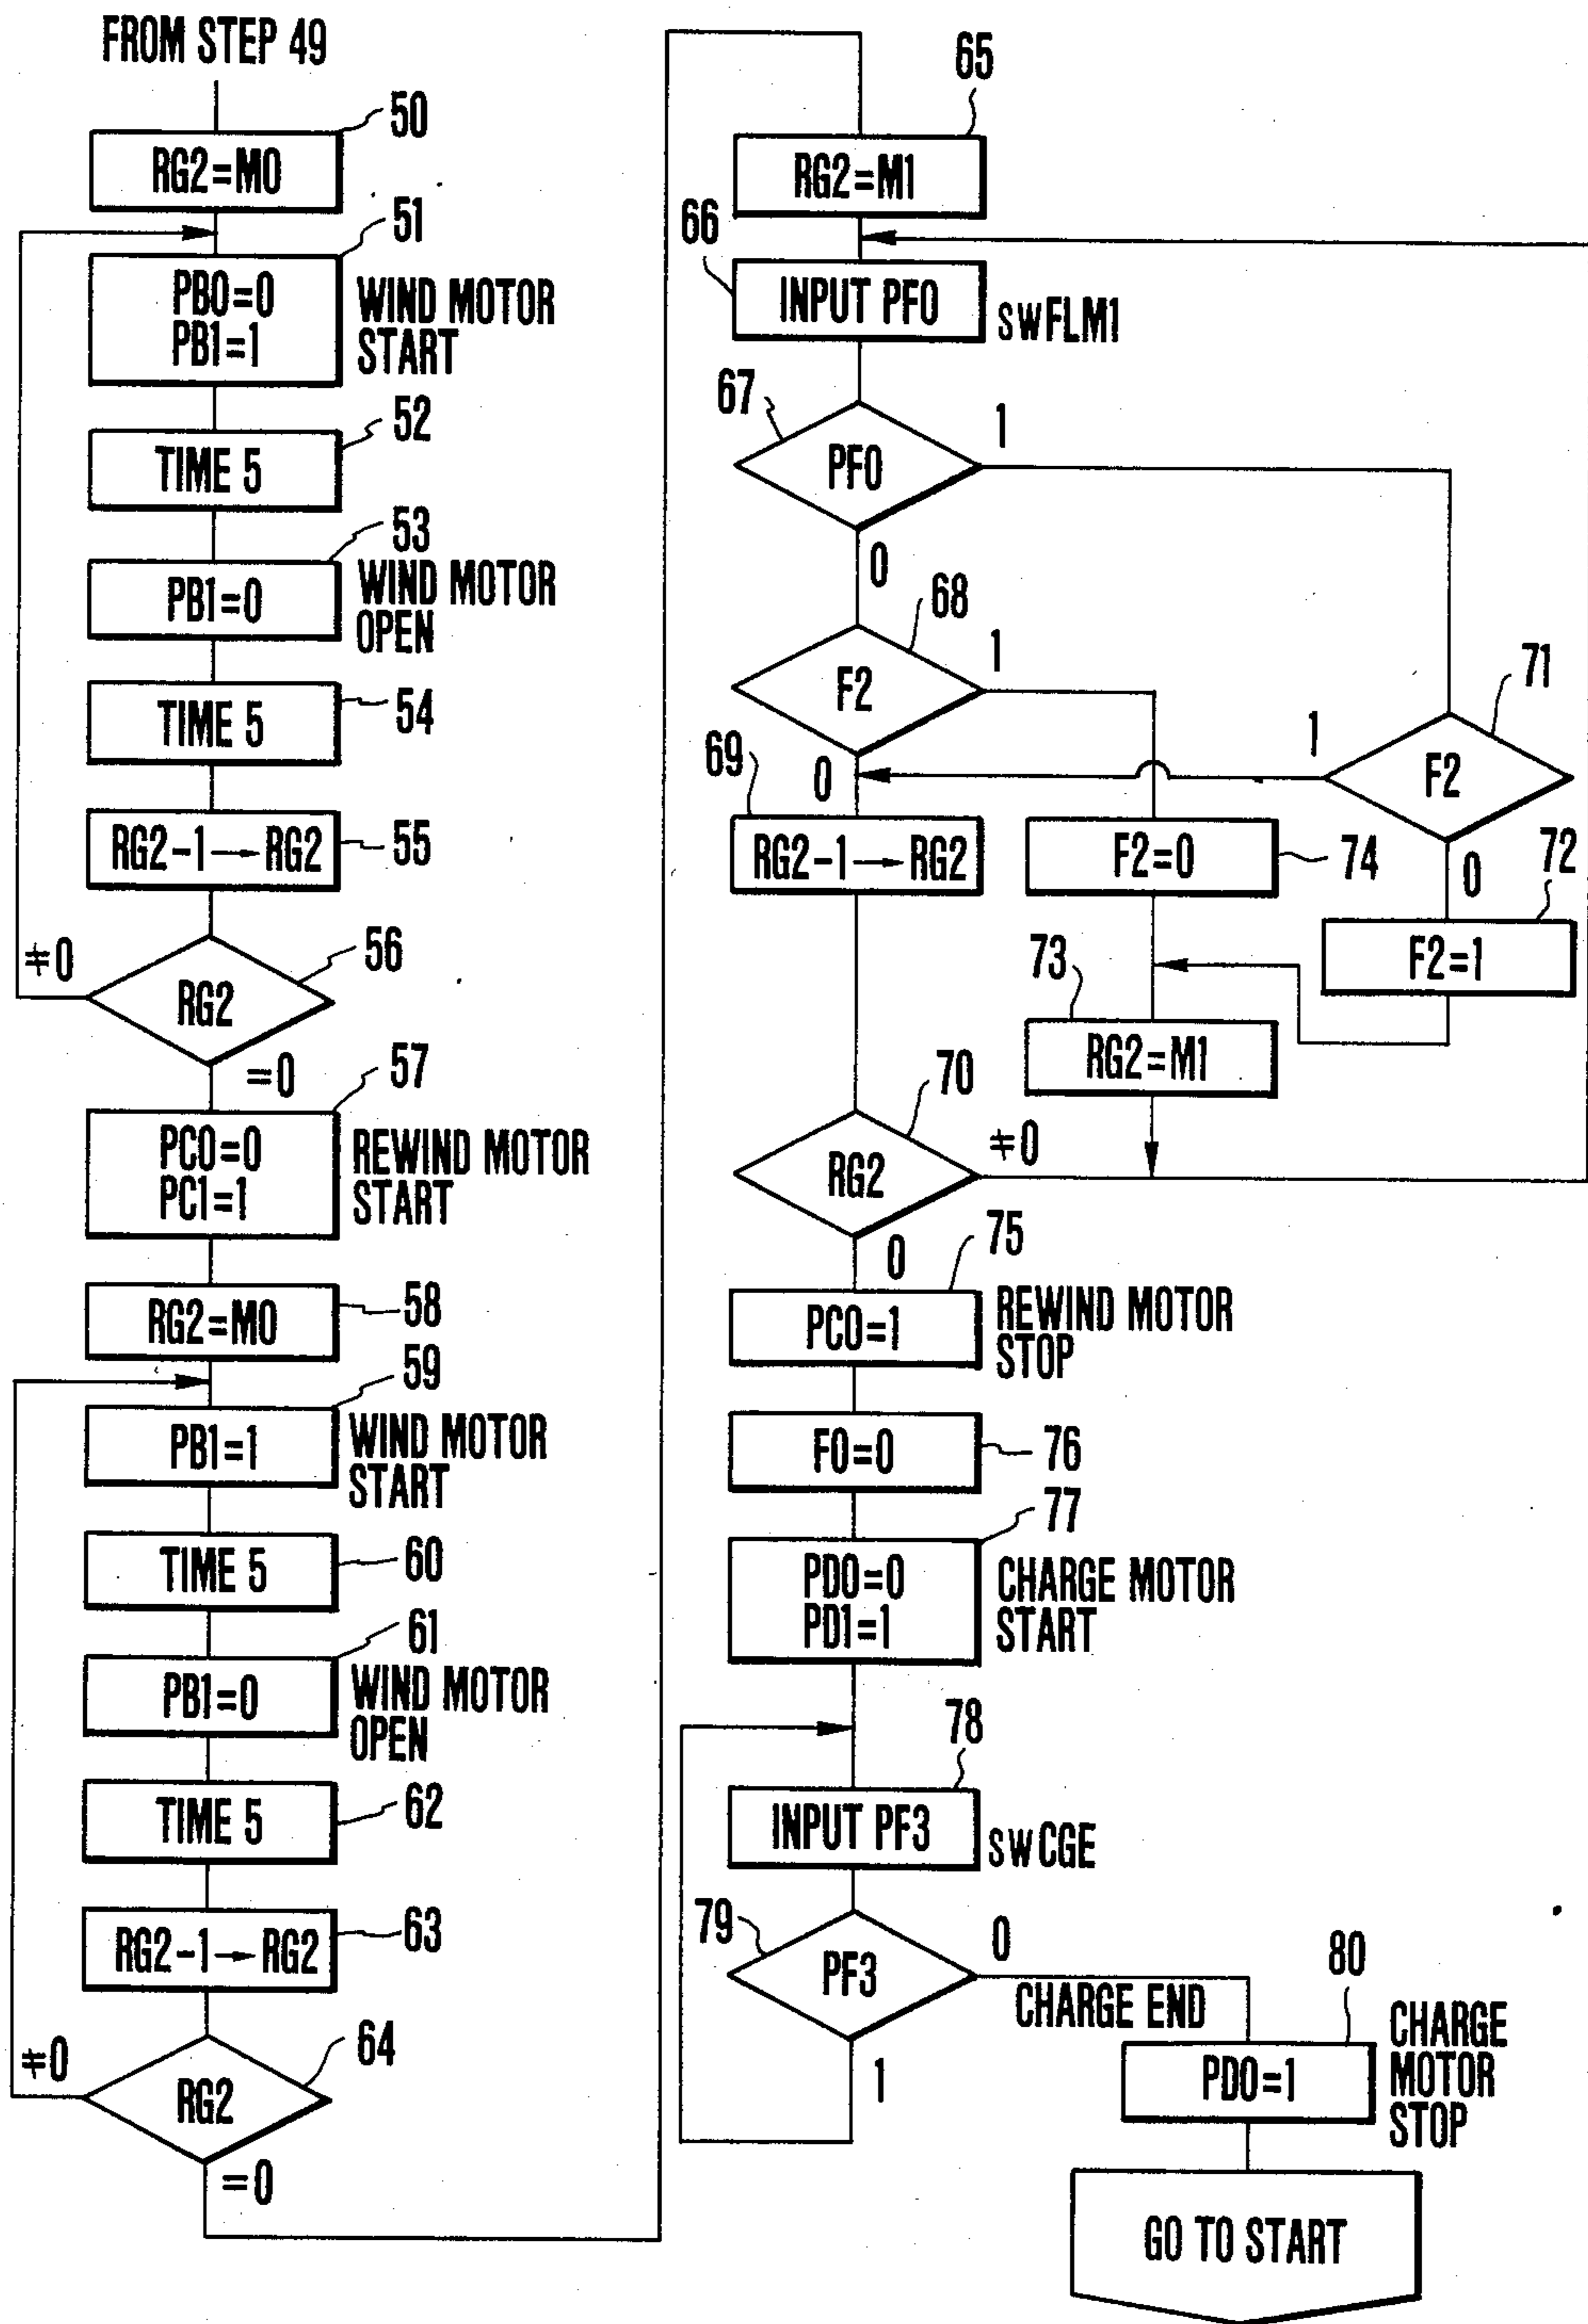 FROM STEP 49
50
RG2=M0
51
PB0=0
PB1=1
WIND MOTOR
START
52
TIME 5
53
PB1=0
WIND MOTOR
OPEN
TIME 5
54
RG2-1→RG2
55
≠0
56
RG2
=0
57
PC0=0
PC1=1
REWIND MOTOR
START
RG2=M0
58
59
PB1=1
WIND MOTOR
START
TIME 5
60
61
PB1=0
WIND MOTOR
OPEN
TIME 5
62
RG2-1→RG2
63
≠0
RG2
64
=0
65
RG2=M1
66
INPUT PF0
swFLM1
67
PF0
1
0
68
F2
1
0
69
RG2-1→RG2
71
1
F2
0
F2=0
74
72
F2=1
73
RG2=M1
70
RG2
≠0
0
75
PC0=1
REWIND MOTOR
STOP
F0=0
76
77
PD0=0
PD1=1
CHARGE MOTOR
START
78
INPUT PF3
swCGE
79
PF3
0
CHARGE END
1
80
PD0=1
CHARGE
MOTOR
STOP
GO TO START